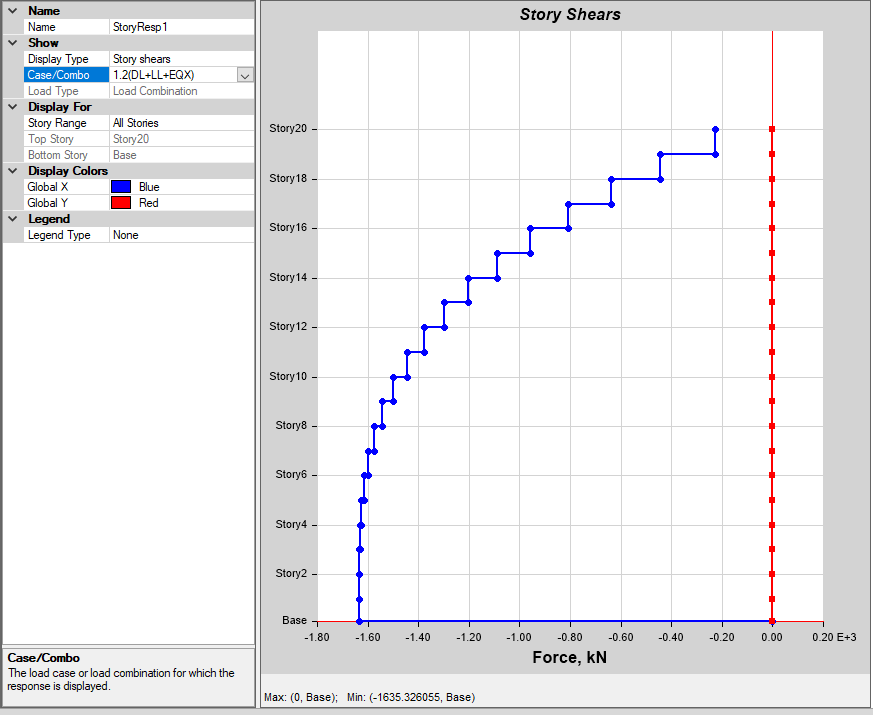 Name
Name StoryResp1
Show
Display Type Story shears
Case/Combo 1.2(DL+LL+EQX)
Load Type Load Combination
Display For
Story Range All Stories
Top Story Story20
Bottom Story Base
Display Colors
Global X Blue
Global Y Red
Legend
Legend Type None
Case/Combo
The load case or load combination for which the
response is displayed.
Story Shears
Story20
Story18
Story16
Story14
Story12
Story10
Story8
Story6
Story4
Story2
Base
-1.80 -1.60 -1.40 -1.20 -1.00 -0.80 -0.60 -0.40 -0.20 0.00 0.20 E+3
Force, kN
Max: (0, Base); Min: (-1635.326055, Base)